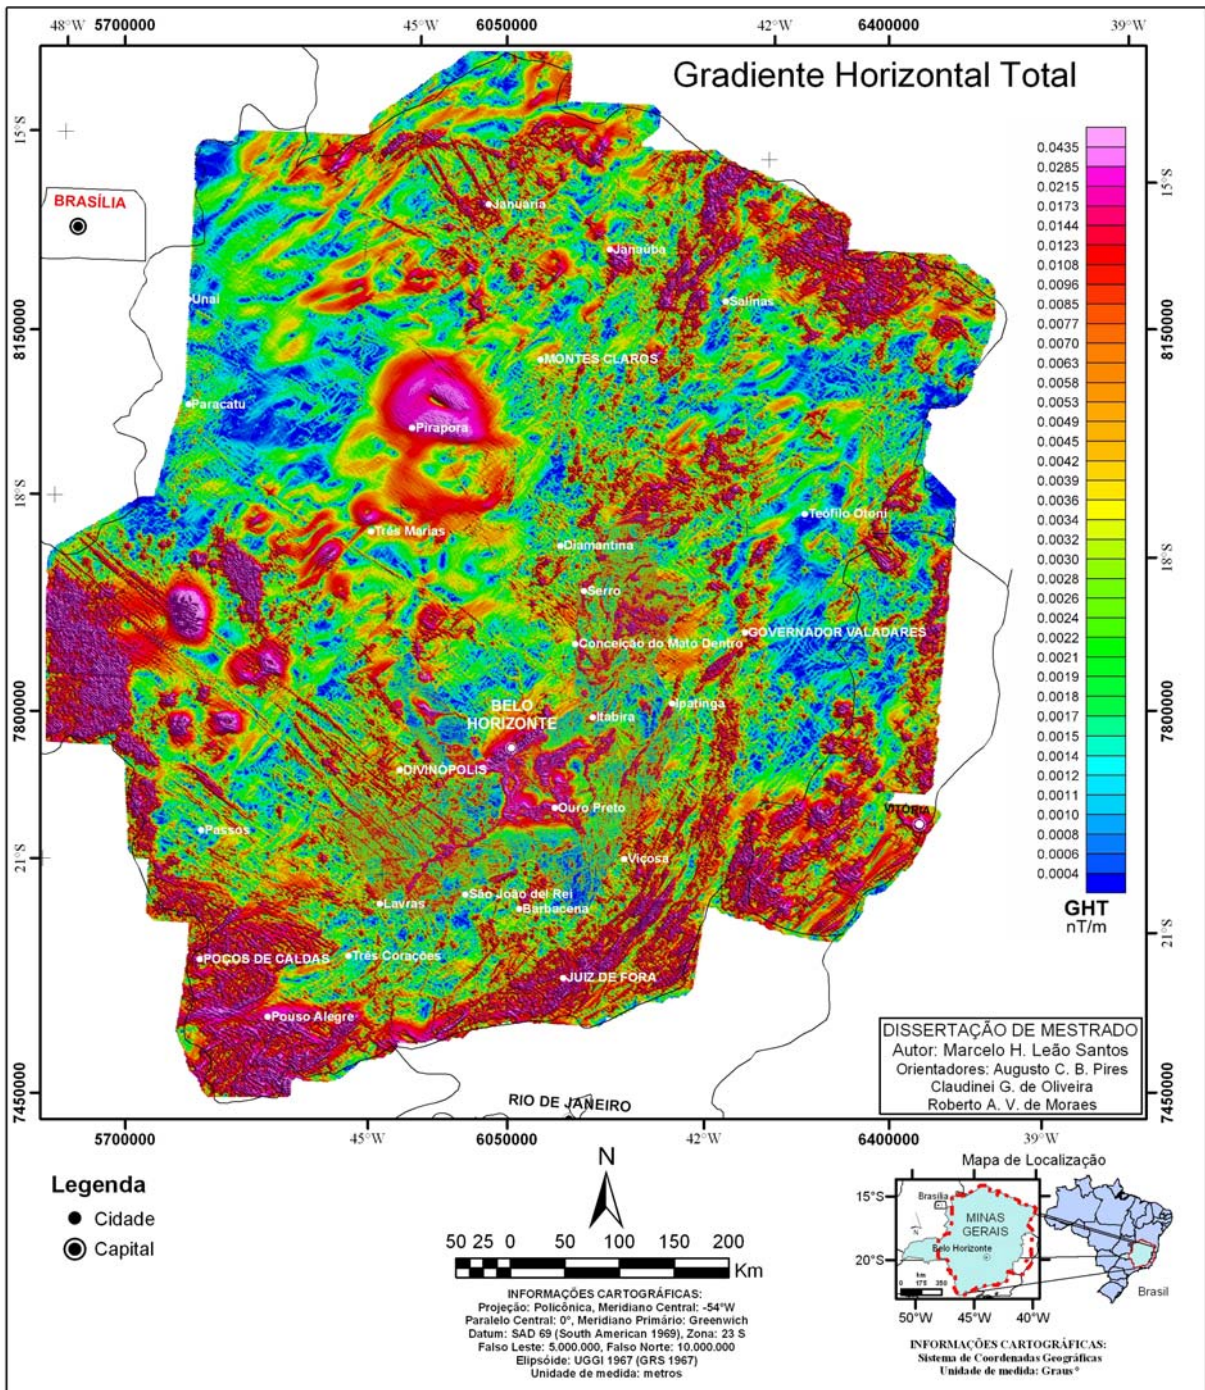 48°W 5700000 45°W 6050000 42°W 6400000 39°W
Gradiente Horizontal Total
15°S
15°S
BRASÍLIA
Januaria
Janaúba
Unaí
Salinas
8150000
8150000
MONTES CLAROS
Paracatu
Pirapora
18°S
18°S
Três Marias
Teófilo Otoni
Diamantina
Serro
Conceição do Mato Dentro
GOVERNADOR VALADARES
7800000
7800000
BELO
HORIZONTE
Itabira
Ipatinga
DIVINOPOLIS
Ouro Preto
VITORIA
Passos
21°S
21°S
Viçosa
São João del Rei
Lavras
Barbacena
POÇOS DE CALDAS
Três Corações
JUIZ DE FORA
Pouso Alegre
7450000
7450000
RIO DE JANEIRO
0.0435
0.0285
0.0215
0.0173
0.0144
0.0123
0.0108
0.0096
0.0085
0.0077
0.0070
0.0063
0.0058
0.0053
0.0049
0.0045
0.0042
0.0039
0.0036
0.0034
0.0032
0.0030
0.0028
0.0026
0.0024
0.0022
0.0021
0.0019
0.0018
0.0017
0.0015
0.0014
0.0012
0.0010
0.0008
0.0006
0.0004
GHT
nT/m
DISSERTAÇÃO DE MESTRADO
Autor: Marcelo H. Leão Santos
Orientadores: Augusto C. B. Pires
Claudinei G. de Oliveira
Roberto A. V. de Moraes
5700000 45°W 6050000 42°W 6400000 39°W
Legenda
Cidade
Capital
N
50 25 0 50 100 150 200
Km
INFORMAÇÕES CARTOGRÁFICAS:
Projeção: Policônica, Meridiano Central: -54°W
Paralelo Central: 0°, Meridiano Primário: Greenwich
Datum: SAD 69 (South American 1969), Zona: 23 S
Falso Leste: 5.000.000, Falso Norte: 10.000.000
Elipsóide: UGGI 1967 (GRS 1967)
Unidade de medida: metros
Mapa de Localização
15°S
20°S
Brasília
MINAS
GERAIS
Belo Horizonte
N
km
0 175 350
50°W 45°W 40°W
Brasil
INFORMAÇÕES CARTOGRÁFICAS:
Sistema de Coordenadas Geográficas
Unidade de medida: Graus°